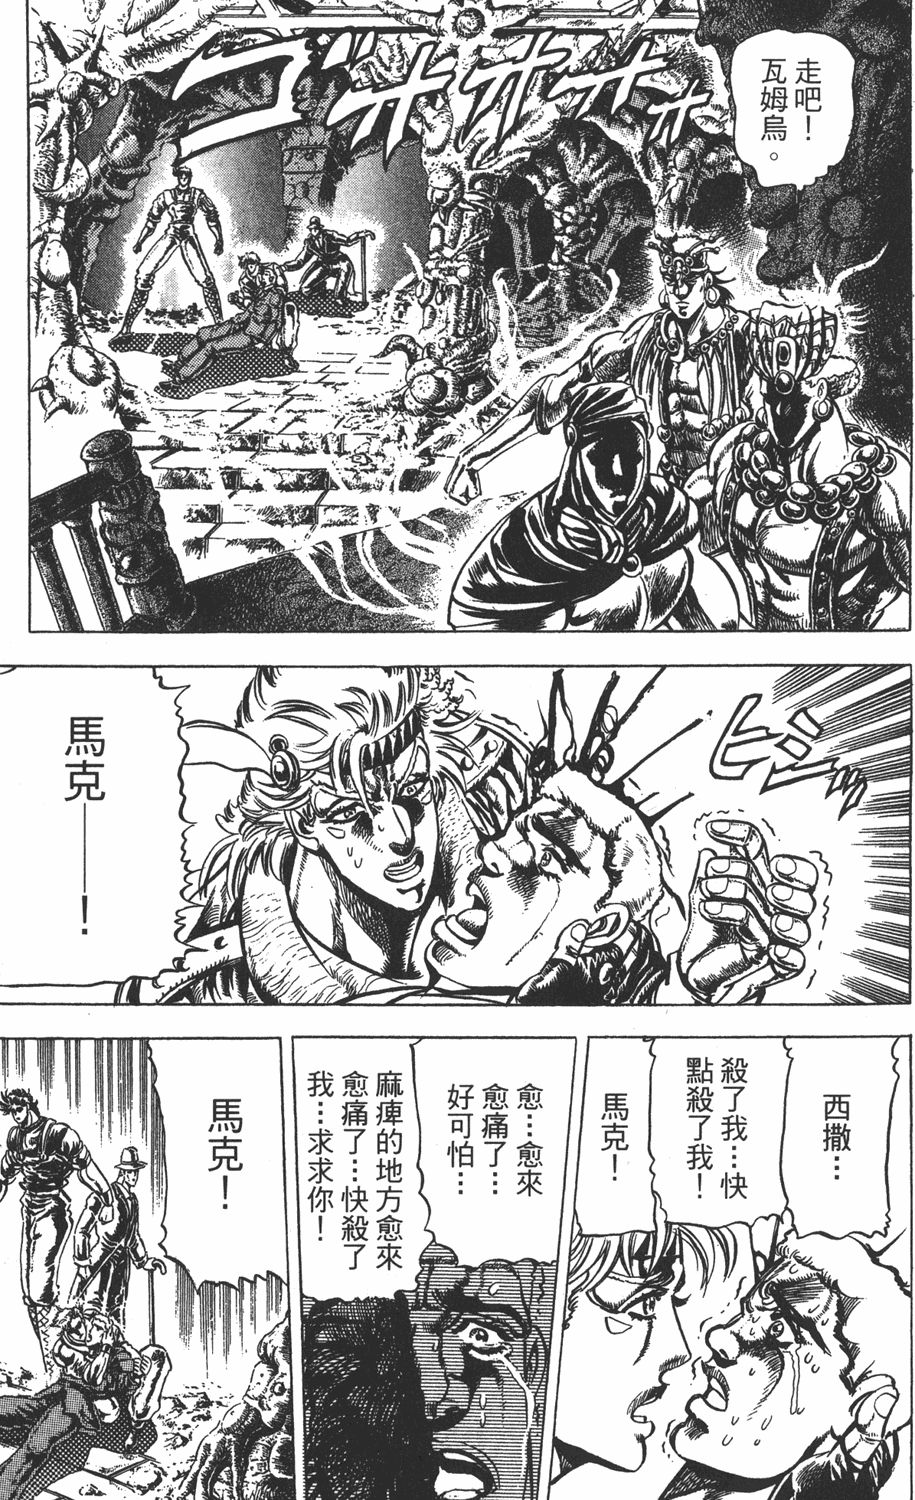 走吧！
瓦姆烏。
ゴオオオオ
ヒミッ
馬克——！
西撒…
殺了我…快
點殺了我！
馬克！
愈…愈來
愈痛了…
好可怕…
麻痺的地方愈來
愈痛了…快殺了
我…求求你！
馬克！